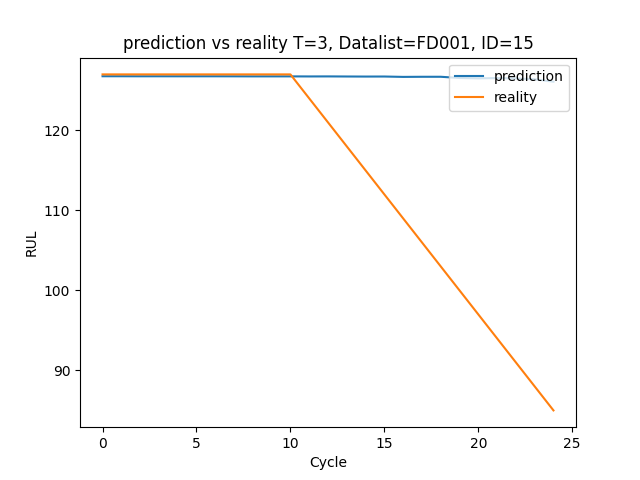 prediction vs reality T=3, Datalist=FD001, ID=15
prediction
reality
120
110
100
90
RUL
0 5 10 15 20 25
Cycle